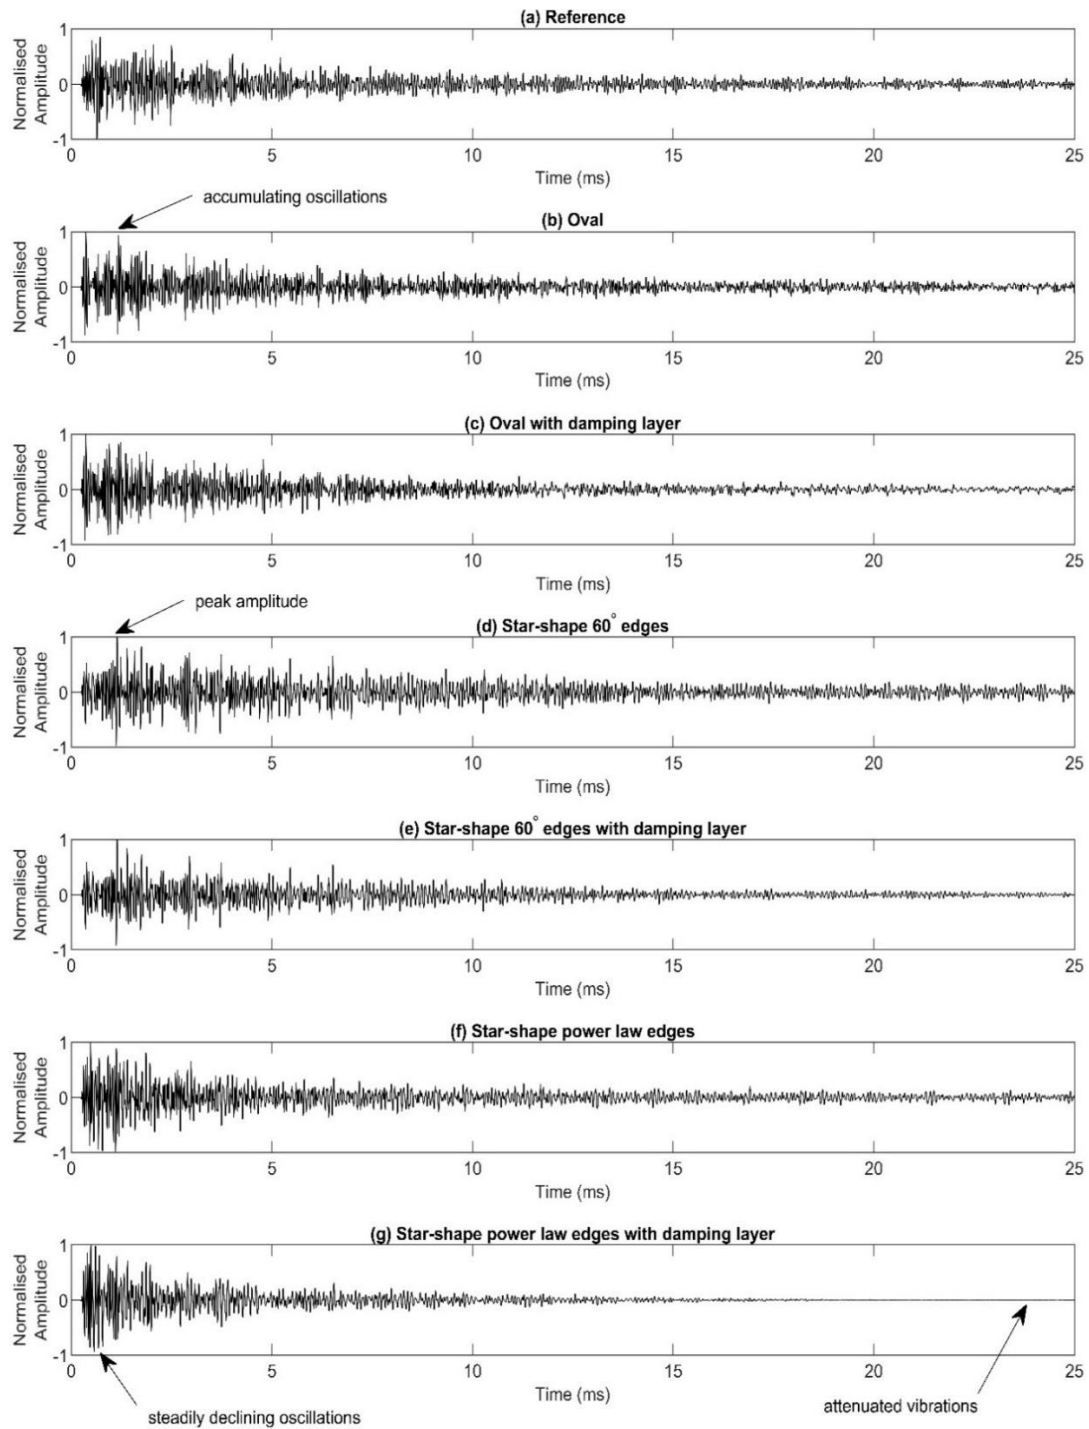 (a) Reference
Normalised
Amplitude
1
0
-1
0 5 10 15 20 25
Time (ms)
accumulating oscillations
(b) Oval
Normalised
Amplitude
1
0
-1
0 5 10 15 20 25
Time (ms)
(c) Oval with damping layer
Normalised
Amplitude
1
0
-1
0 5 10 15 20 25
Time (ms)
peak amplitude
(d) Star-shape 60° edges
Normalised
Amplitude
1
0
-1
0 5 10 15 20 25
Time (ms)
(e) Star-shape 60° edges with damping layer
Normalised
Amplitude
1
0
-1
0 5 10 15 20 25
Time (ms)
(f) Star-shape power law edges
Normalised
Amplitude
1
0
-1
0 5 10 15 20 25
Time (ms)
(g) Star-shape power law edges with damping layer
Normalised
Amplitude
1
0
-1
0 5 10 15 20 25
Time (ms)
steadily declining oscillations
attenuated vibrations